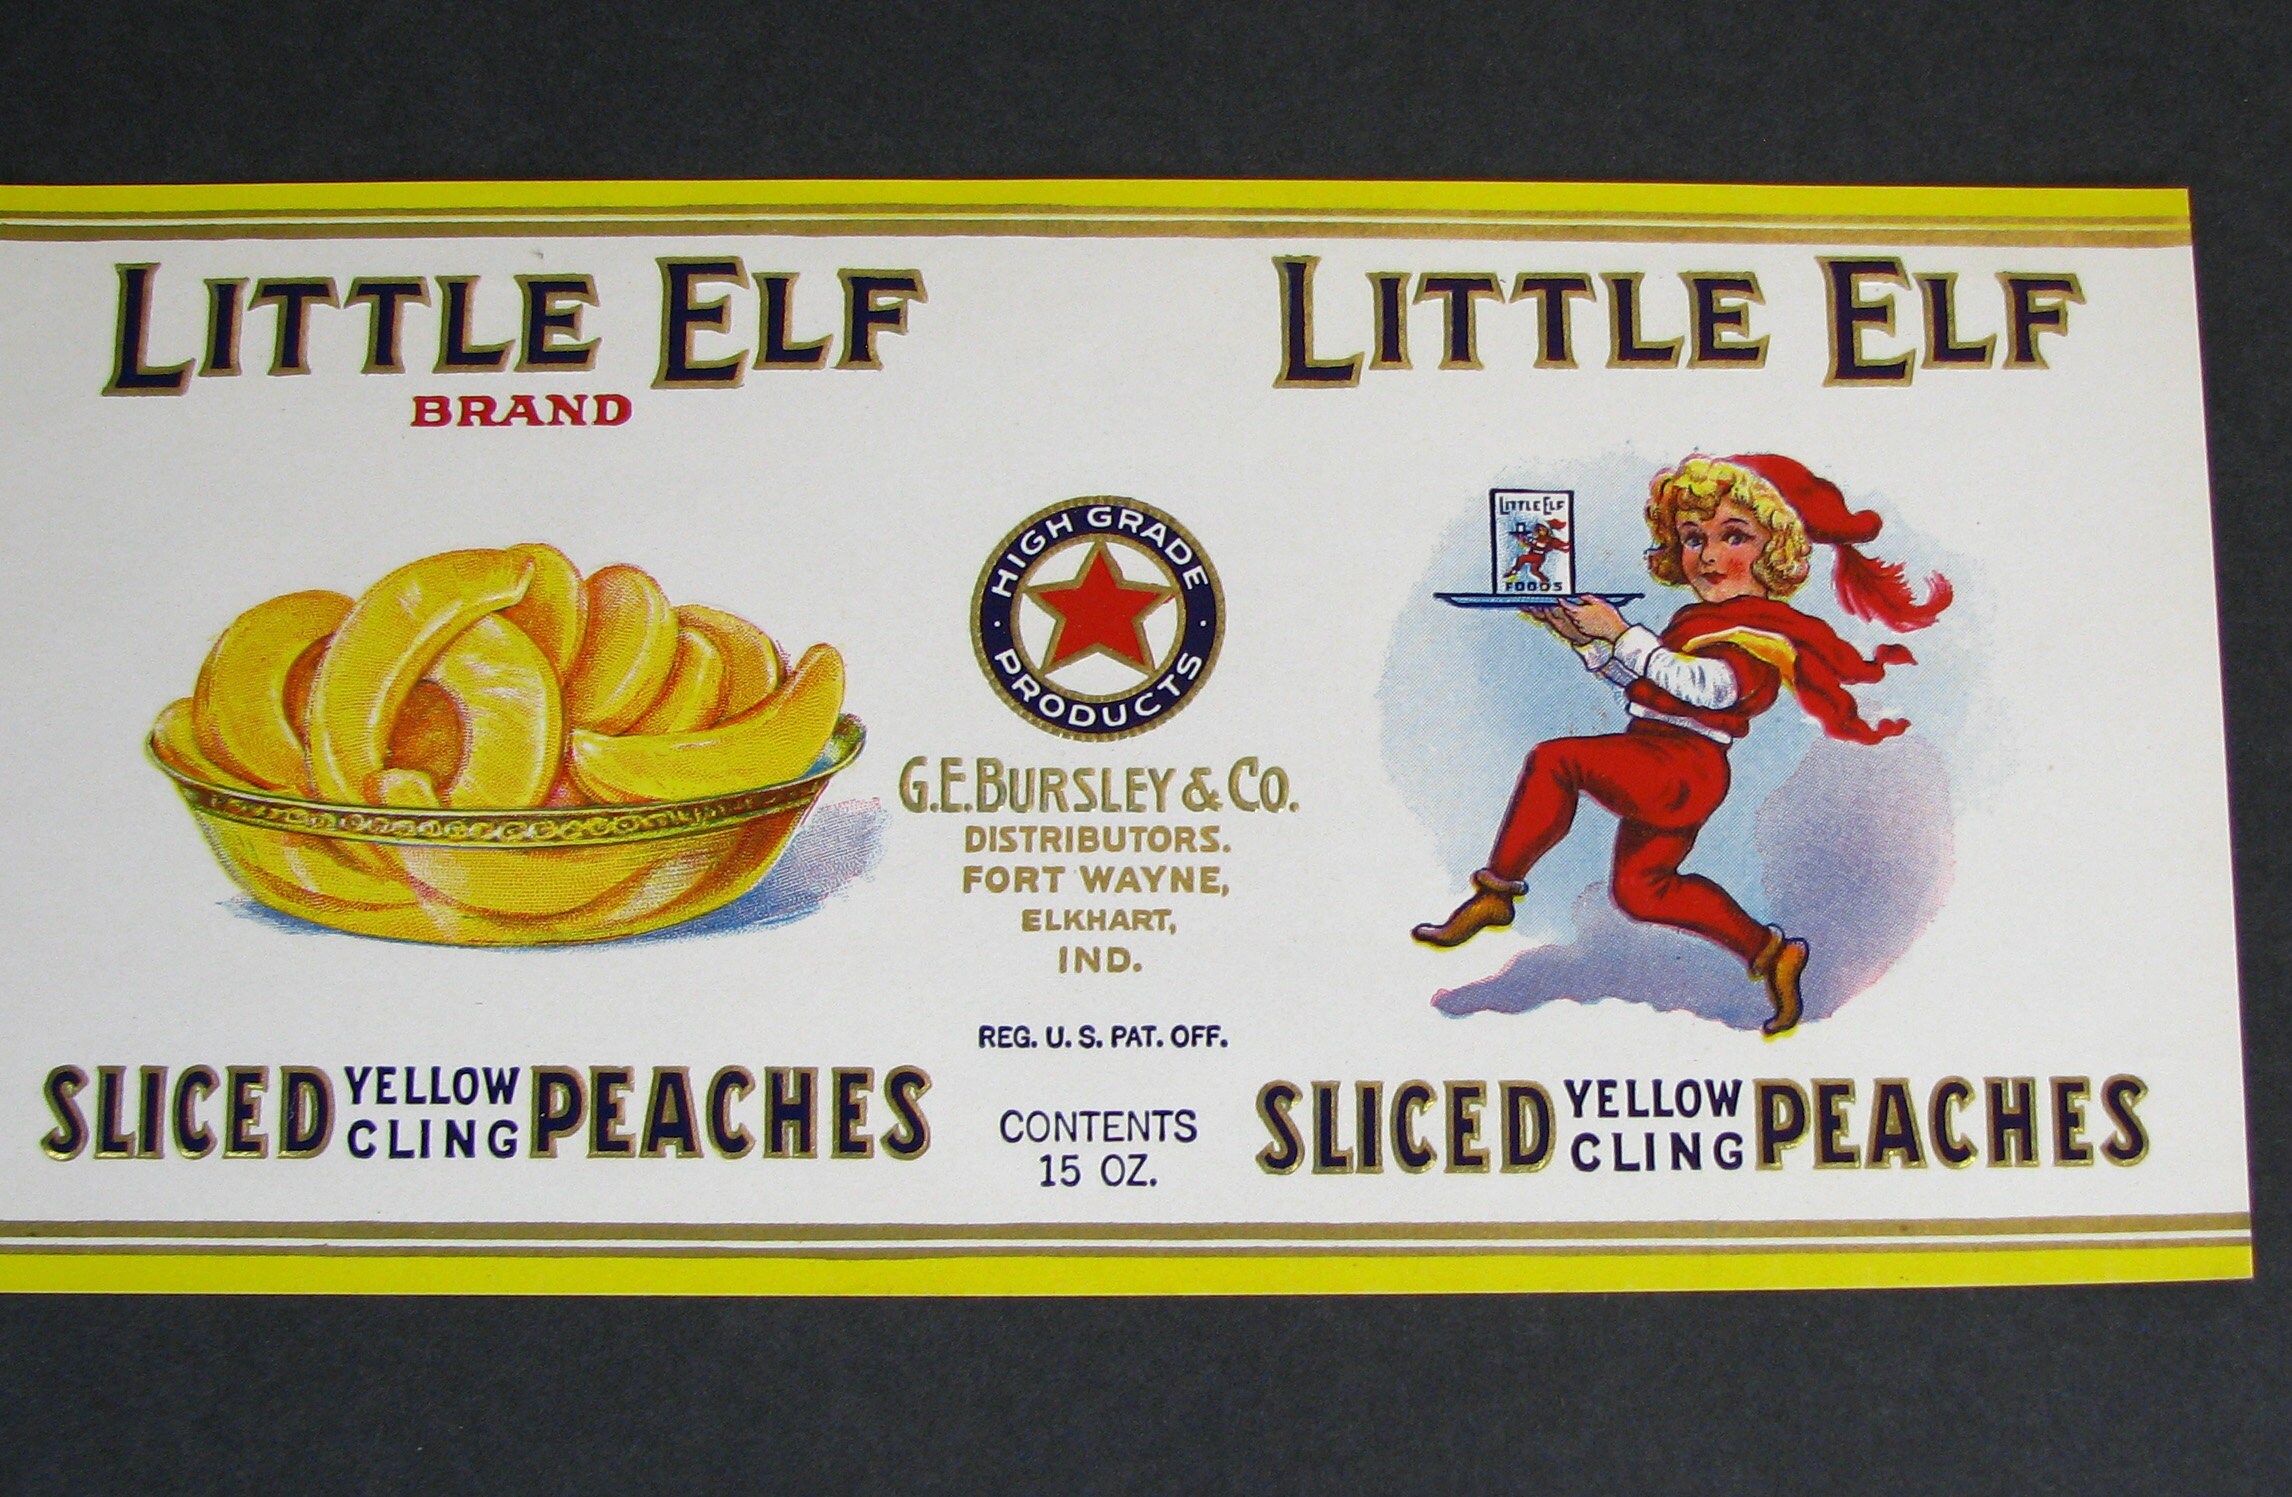 LITTLE ELF
BRAND
SLICED YELLOW CLING PEACHES
HIGH GRADE
PRODUCTS
G.E. BURSLEY & CO.
DISTRIBUTORS.
FORT WAYNE,
ELKHART,
IND.
REG. U. S. PAT. OFF.
CONTENTS
15 OZ.
LITTLE ELF
LITTLE ELF
FOODS
SLICED YELLOW CLING PEACHES